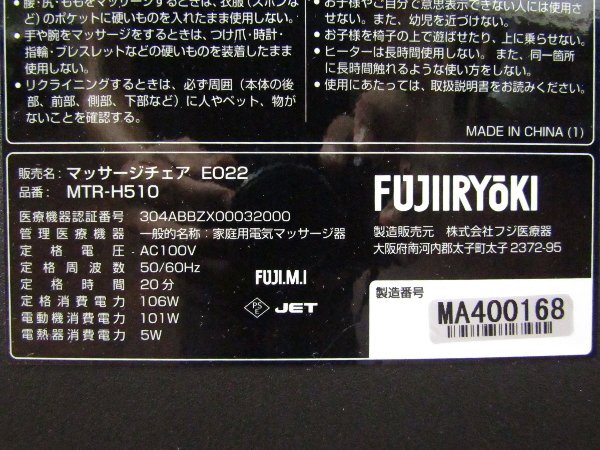 腰・尻・ももをマッサージするときは、衣服(ズボンなど)のポケットに硬いものを入れたまま使用しない。
●手や腕をマッサージするときは、つけ爪・時計・
指輪・ブレスレットなどの硬いものを装着したまま
使用しない。
●リクライニングするときは、必ず周囲(本体の後
部、前部、側部、下部など)に人やペット、物が
ないことを確認する。
お子様やご自分で意思表示できない人には使用さ
せない。また、幼児を近づけない。
●お子様を椅子の上で遊ばせたり、上に乗らせない。
●ヒーターは長時間使用しない。また、同一箇所
に長時間触れるような使い方をしない。
●使用にあたっては、取扱説明書をお読みください。
MADE IN CHINA (1)
販売名: マッサージチェア E022
品番: MTR-H510
医療機器認証番号 304ABBZX00032000
管理医療機器 一般的名称:家庭用電気マッサージ器
定格電圧 AC100V
定格周波数 50/60Hz
定格時間 20分
定格消費電力 106W
電動機消費電力 101W
電熱器消費電力 5W
FUJI.M.I
PS
E
JET
FUJIIRYOKI
製造販売元 株式会社フジ医療器
大阪府南河内郡太子町太子 2372-95
製造番号
MA400168